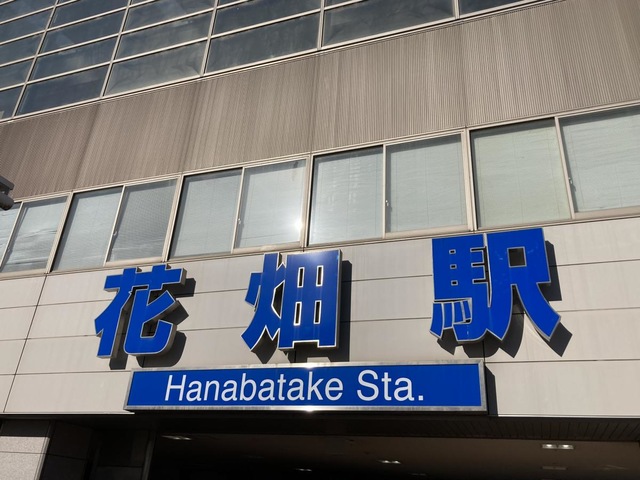 花畑駅
Hanabatake Sta.